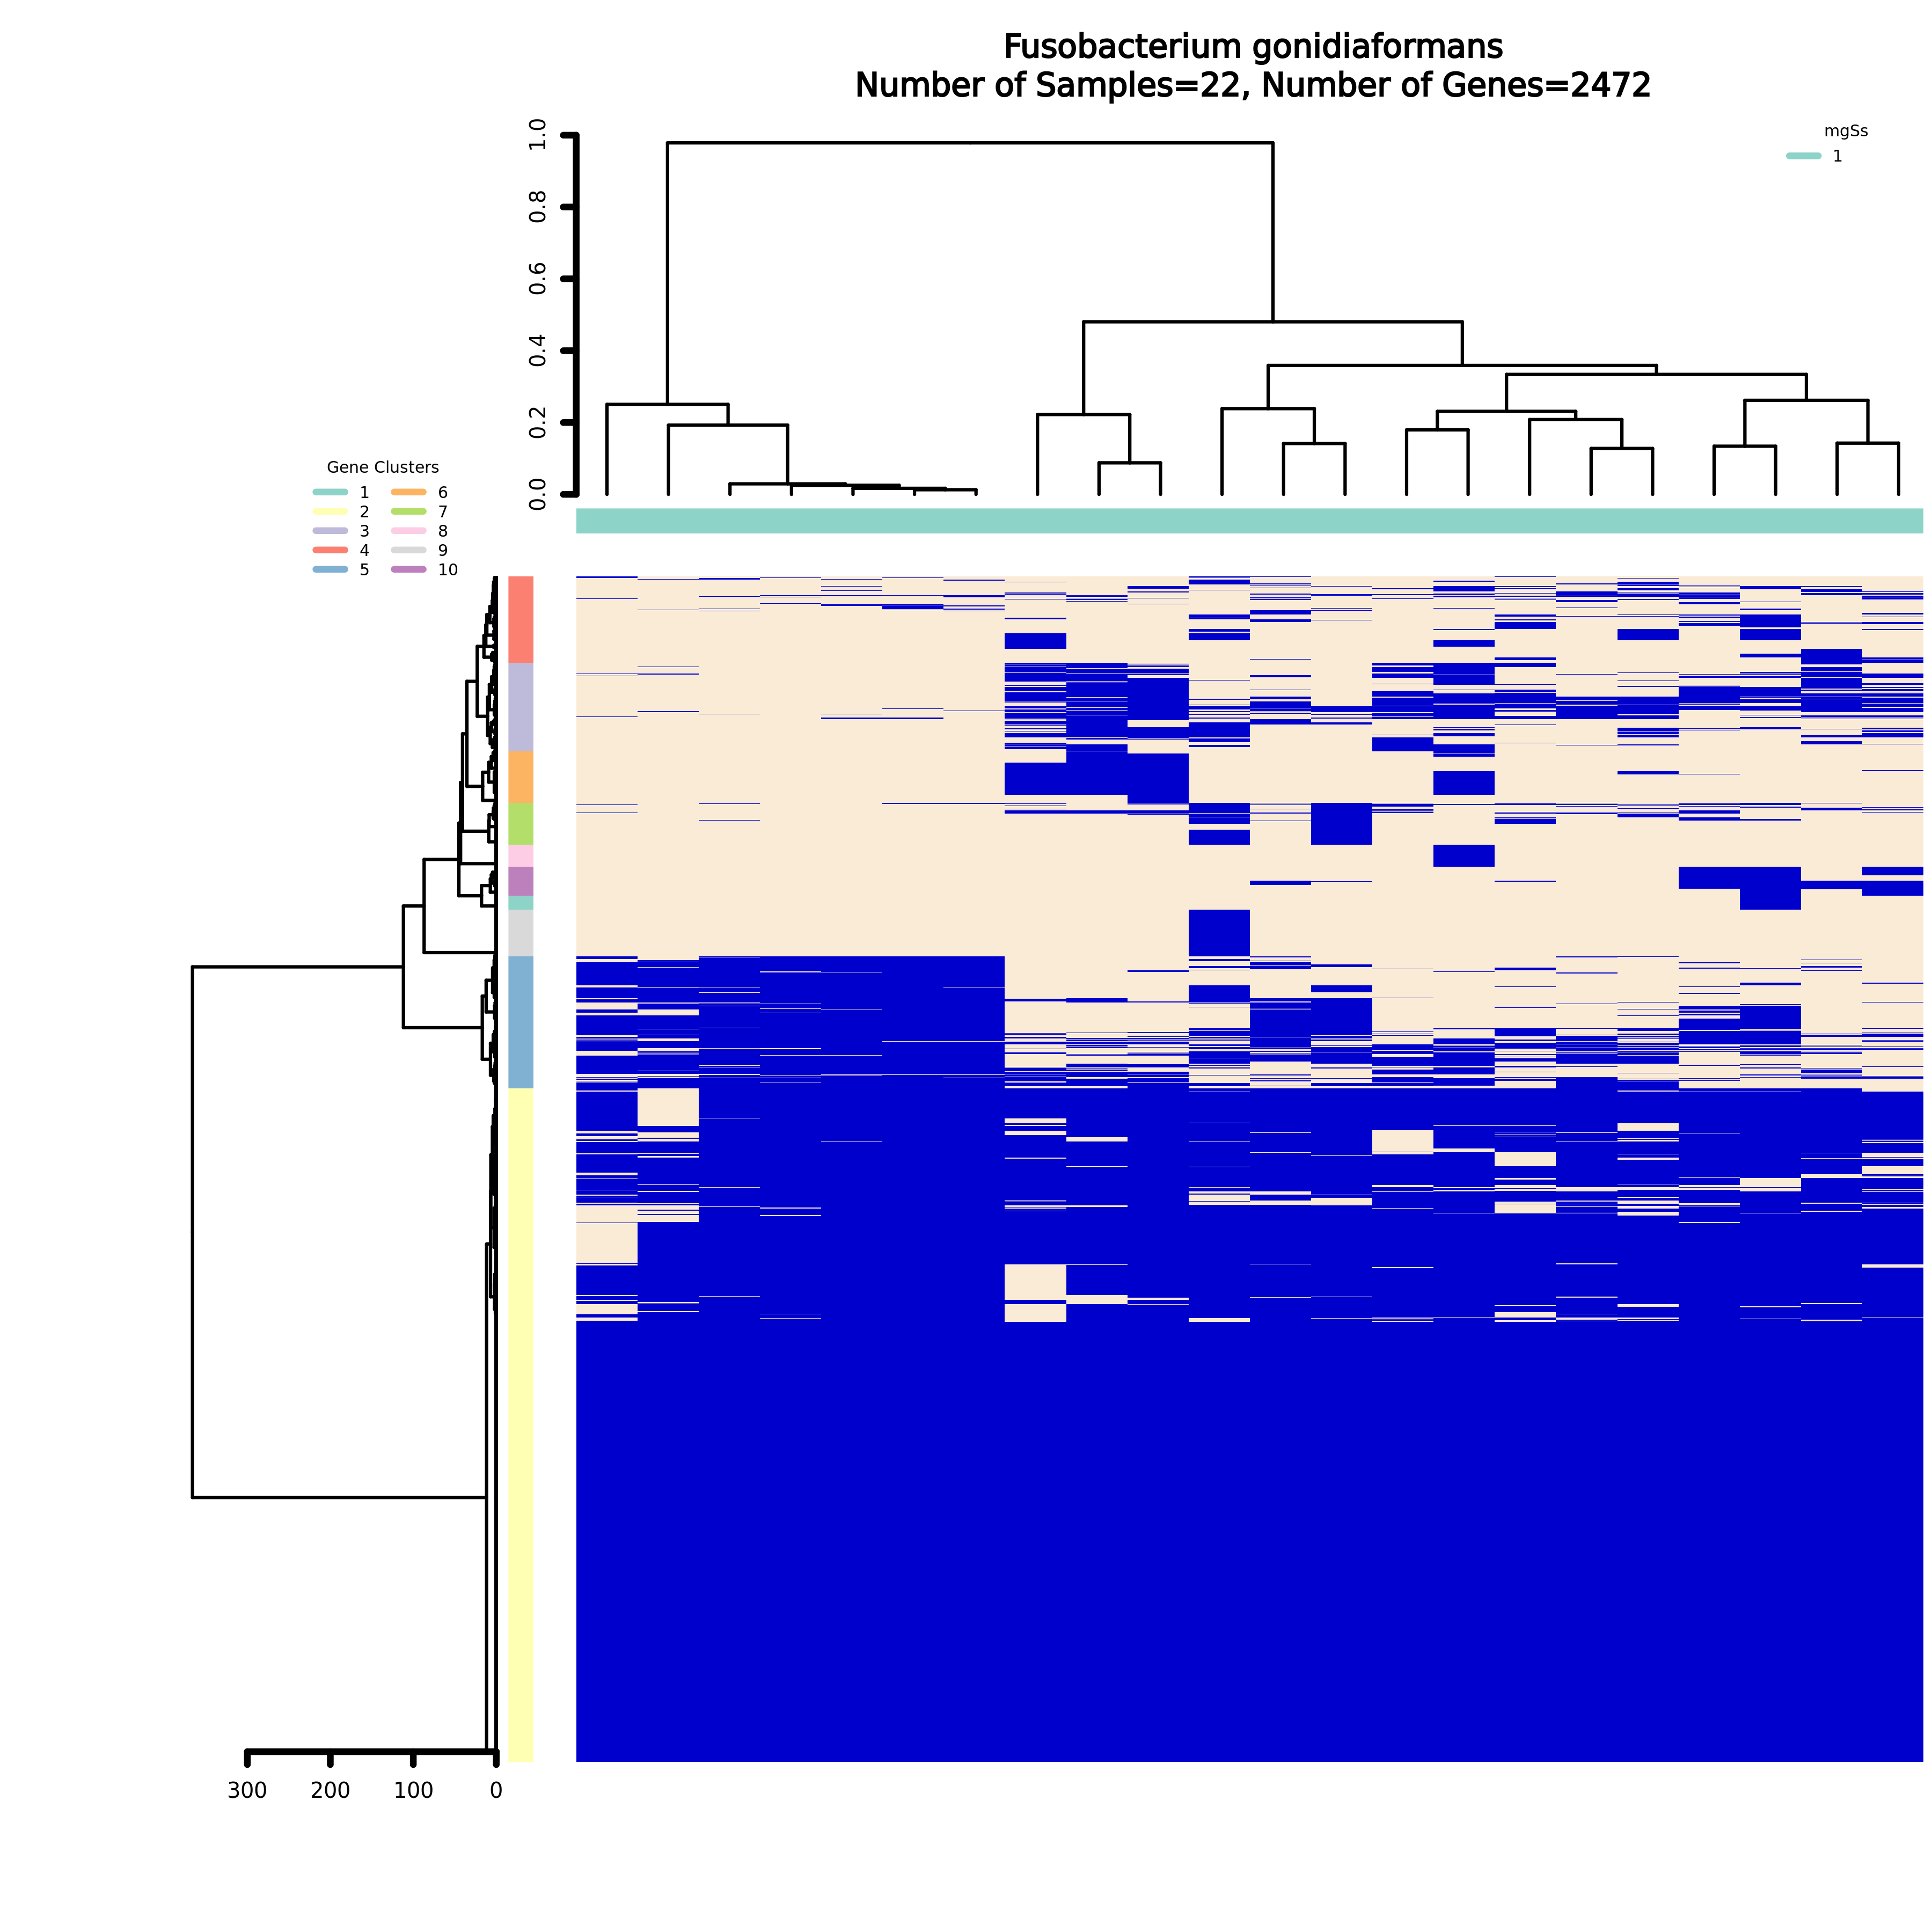 Fusobacterium gonidiaformans
Number of Samples=22, Number of Genes=2472
mgSs
1
1.0
0.8
0.6
0.4
0.2
0.0
Gene Clusters
1 6
2 7
3 8
4 9
5 10
300 200 100 0